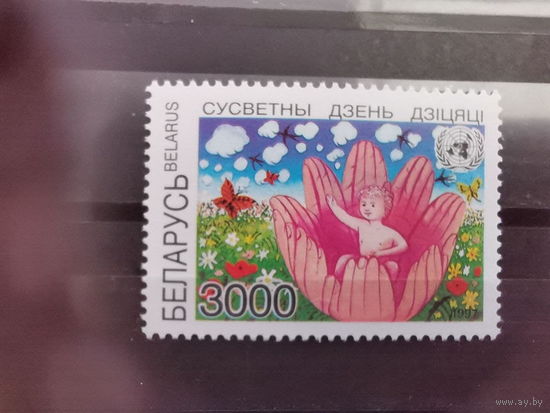 СУСВЕТНЫ ДЗЕНЬ ДЗІЦЯЦІ
БЕЛАРУСЬ
BELARUS
3000
1997
www.ay.by